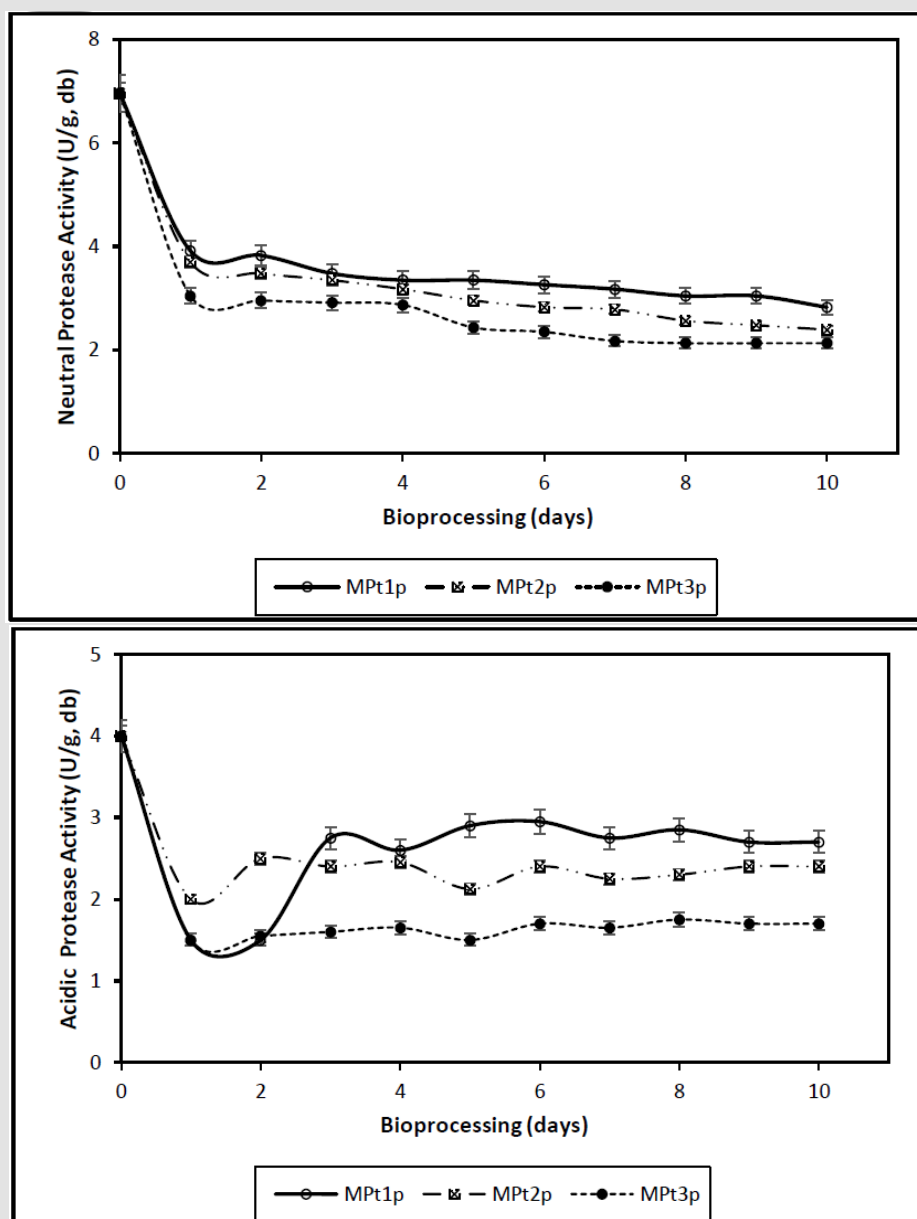 8
6
4
2
0
Neutral Protease Activity (U/g, db)
0 2 4 6 8 10
Bioprocessing (days)
MPt1p MPt2p MPt3p
5
4
3
2
1
0
Acidic Protease Activity (U/g, db)
0 2 4 6 8 10
Bioprocessing (days)
MPt1p MPt2p MPt3p